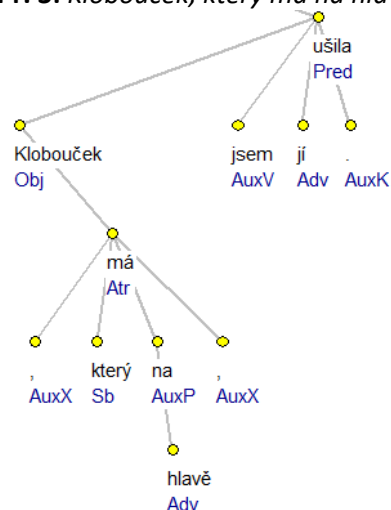 3. Klobouček, který má na
ušila
Pred
Klobouček jsem jí .
Obj AuxV Adv AuxK
má
Atr
, který na ,
AuxX Sb AuxP AuxX
hlavě
Adv